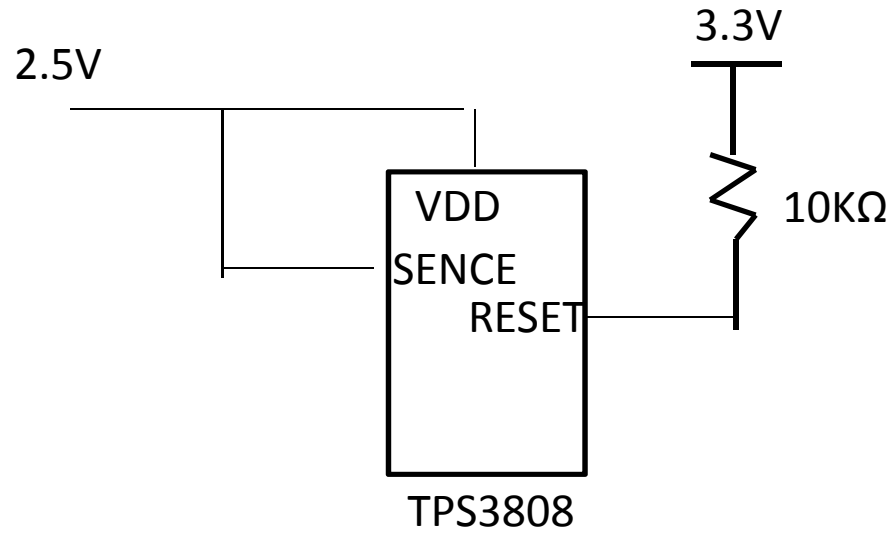 3.3V
2.5V
VDD
10KΩ
SENCE
RESET
TPS3808